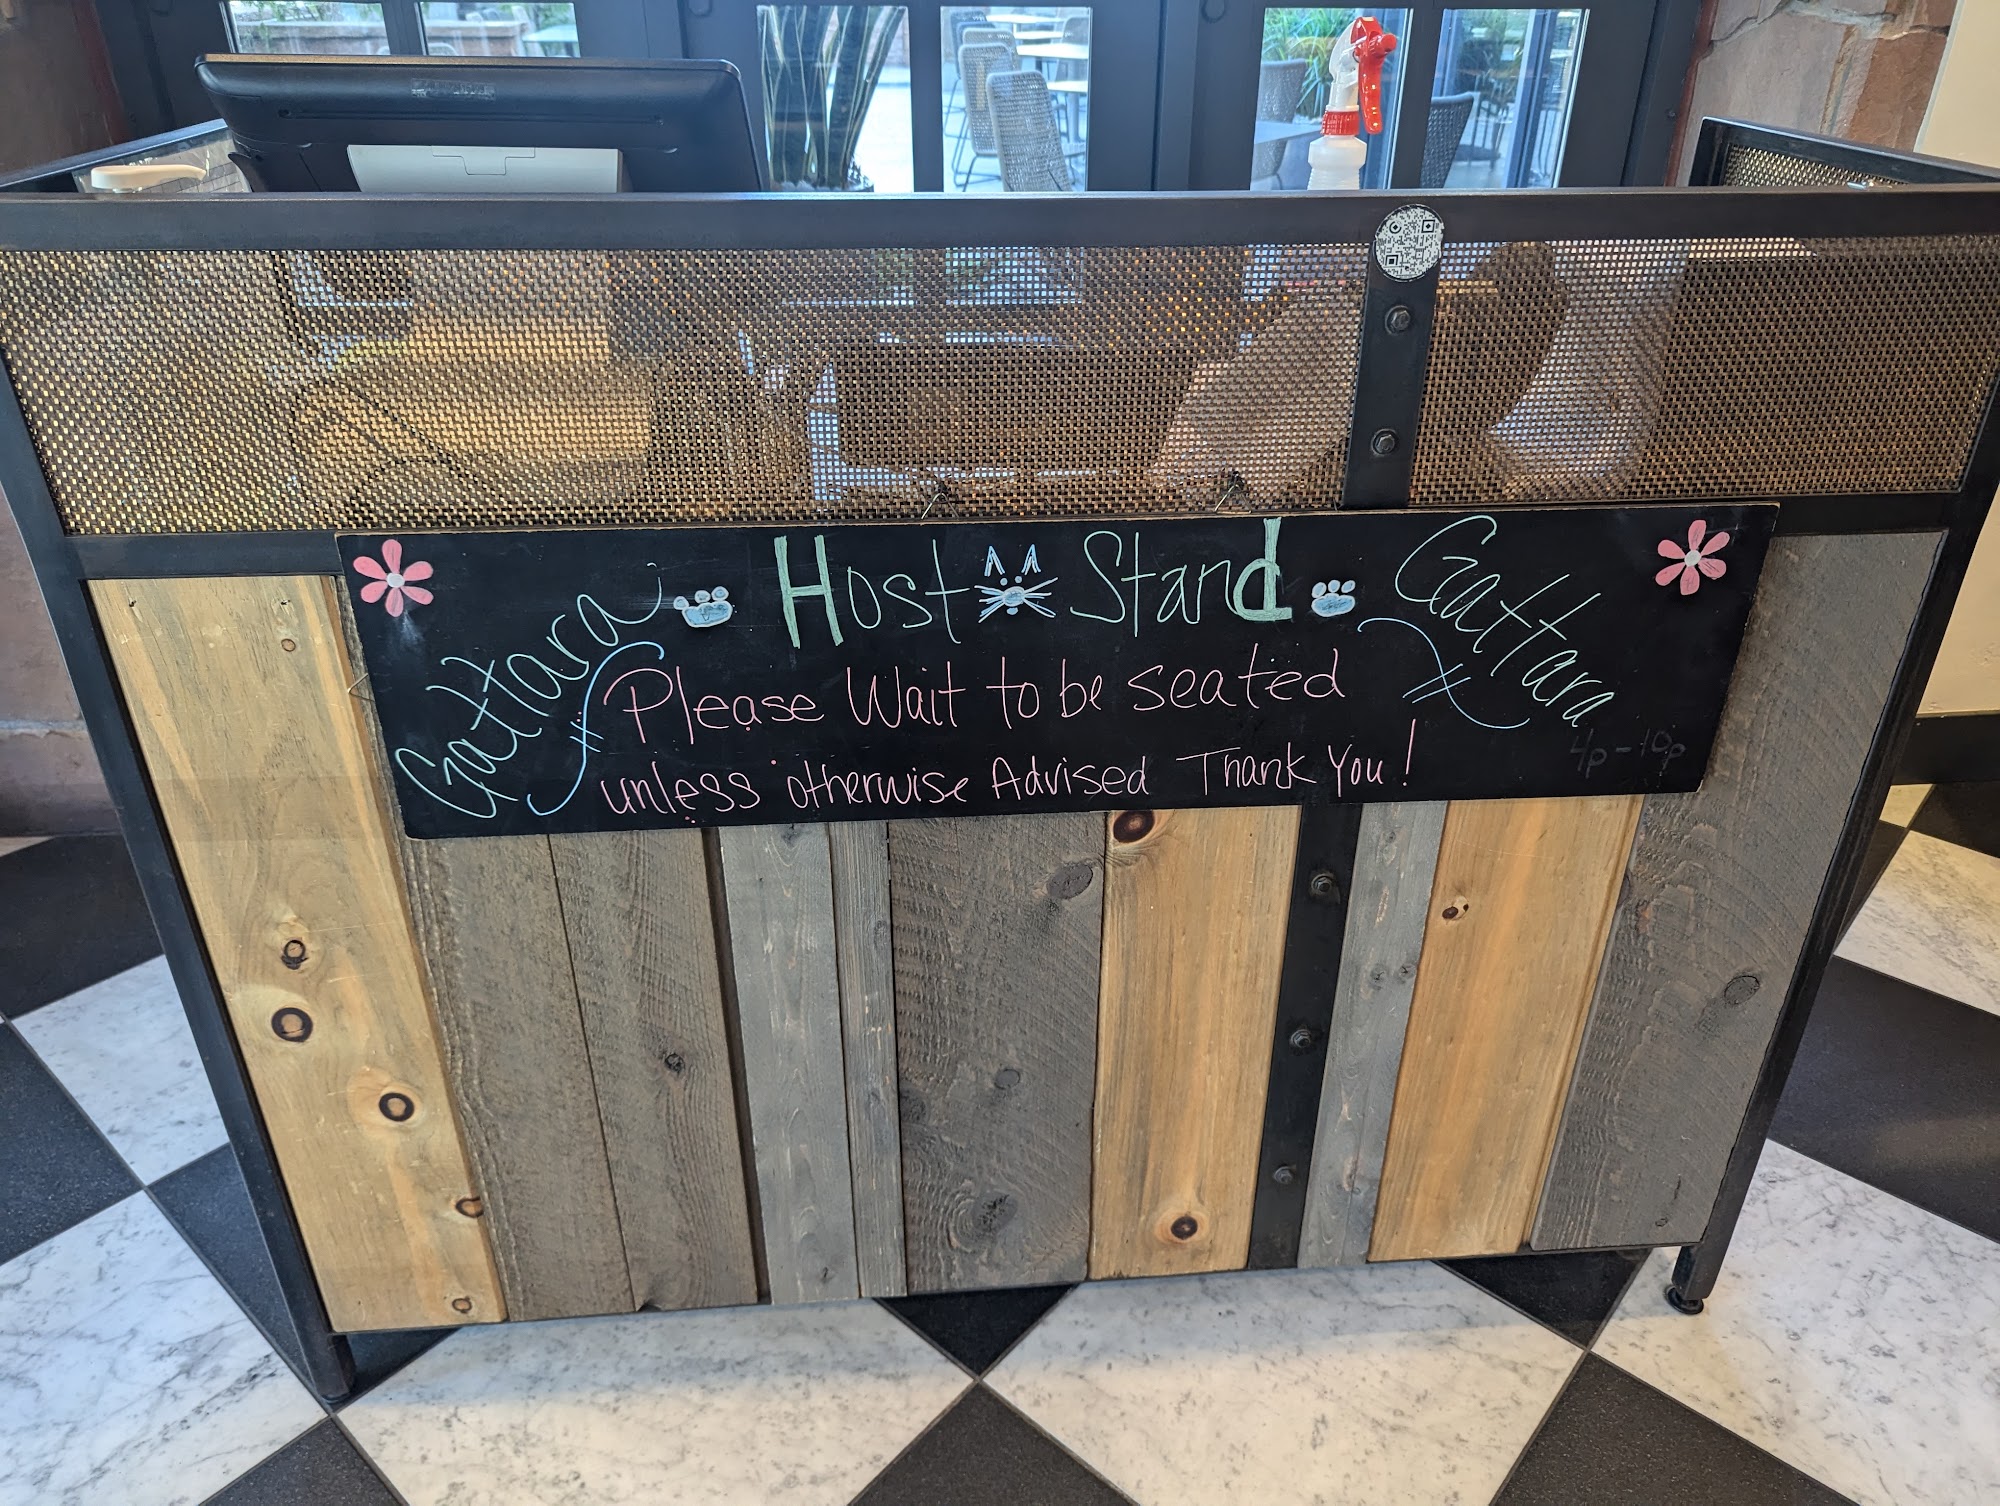 Gattara
Host Stand
Gattara
Please Wait to be seated
unless otherwise Advised Thank You!
4p-10p